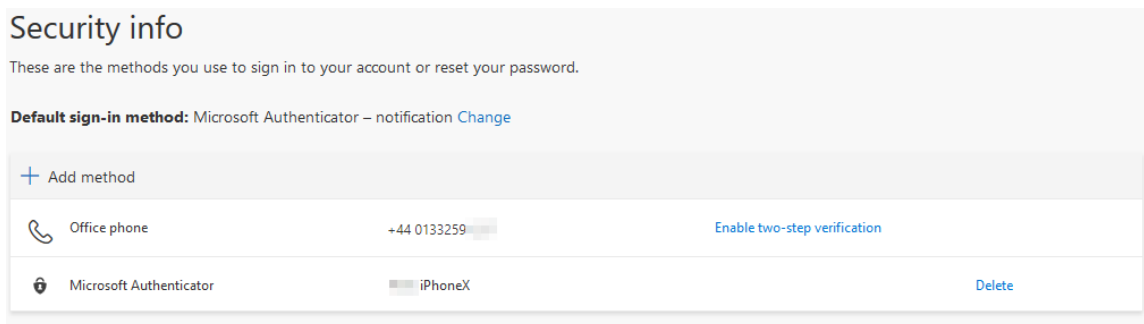 Security info
These are the methods you use to sign in to your account or reset your password.
Default sign-in method: Microsoft Authenticator – notification Change
Add method
Office phone +44 0133259 Enable two-step verification
Microsoft Authenticator iPhoneX Delete